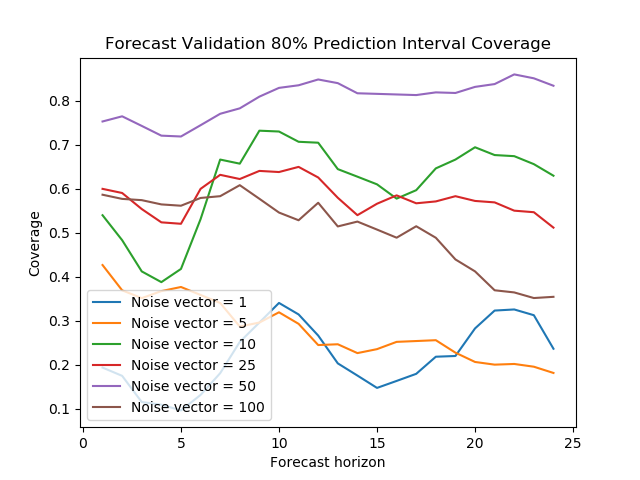 Forecast Validation 80% Prediction Interval Coverage
Coverage
0.8
0.7
0.6
0.5
0.4
0.3
0.2
0.1
Noise vector = 1
Noise vector = 5
Noise vector = 10
Noise vector = 25
Noise vector = 50
Noise vector = 100
0 5 10 15 20 25
Forecast horizon